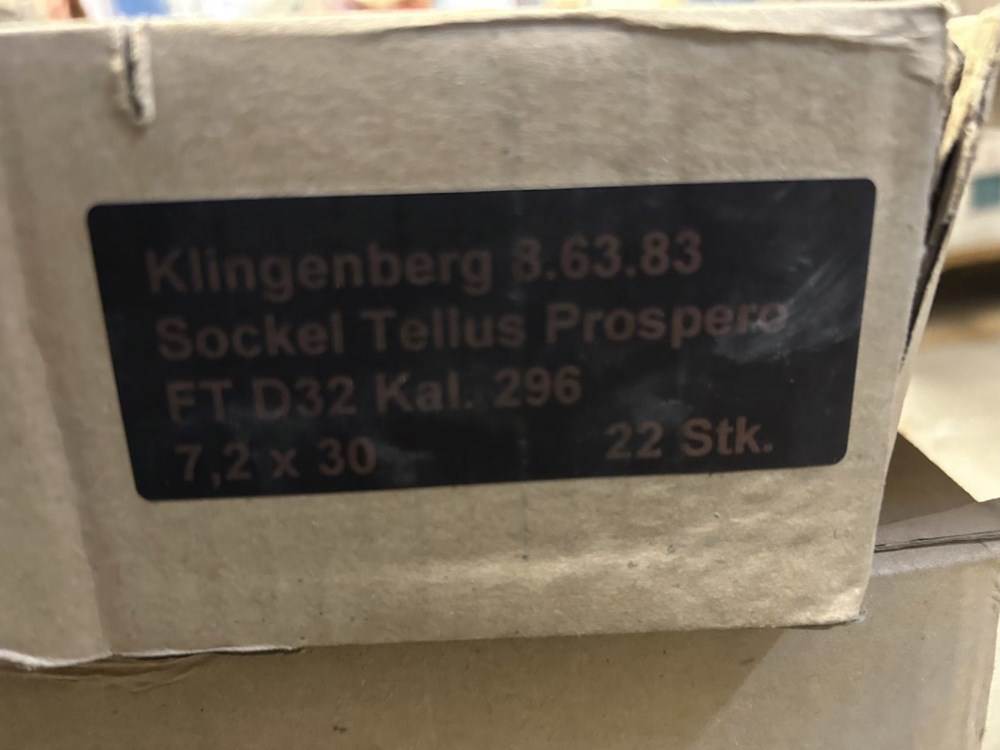 Klingenberg 8.63.83
Sockel Tellus Prospero
FT D32 Kal. 296
7,2 x 30 22 Stk.